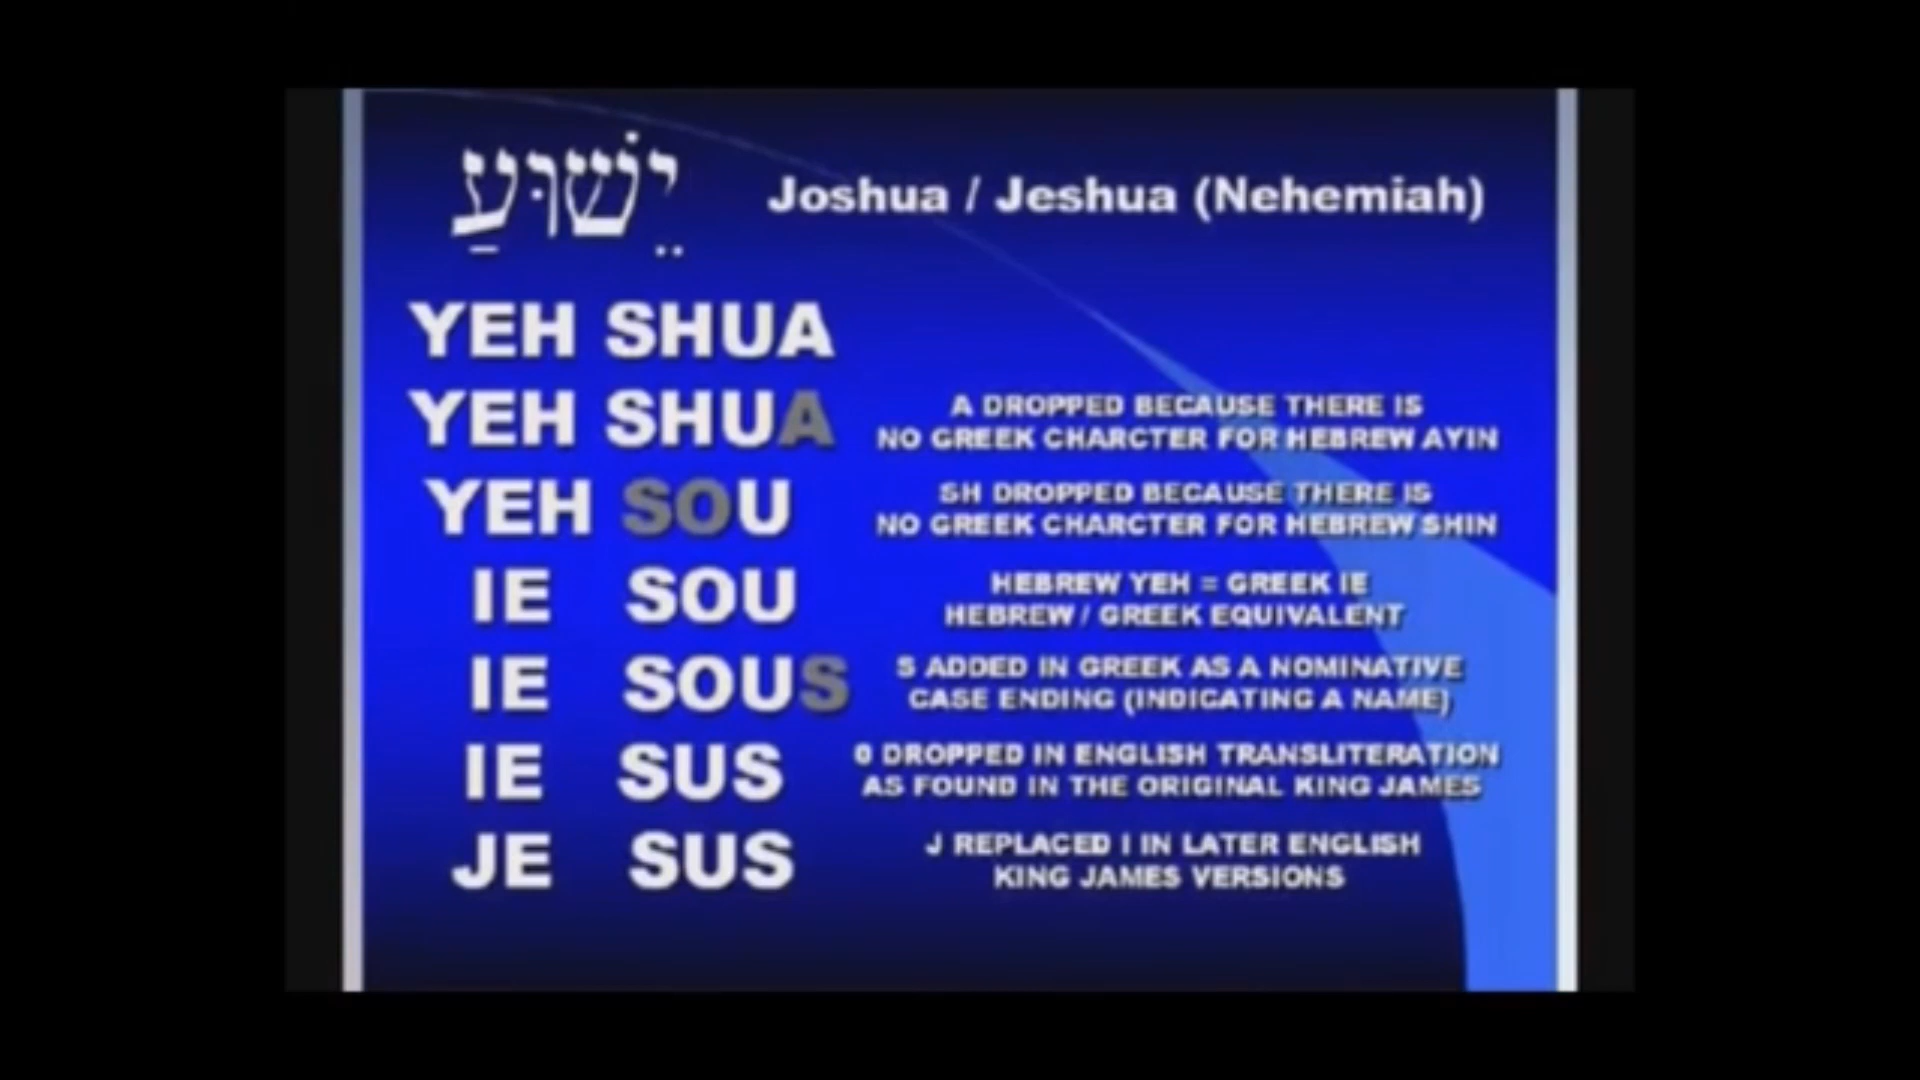 יֵשׁוּעַ Joshua / Jeshua (Nehemiah)
YEH SHUA
YEH SHUA
A DROPPED BECAUSE THERE IS
NO GREEK CHARCTER FOR HEBREW AYIN
YEH SOU
SH DROPPED BECAUSE THERE IS
NO GREEK CHARCTER FOR HEBREW SHIN
IE SOU
HEBREW YEH = GREEK IE
HEBREW / GREEK EQUIVALENT
IE SOUS
S ADDED IN GREEK AS A NOMINATIVE
CASE ENDING (INDICATING A NAME)
IE SUS
0 DROPPED IN ENGLISH TRANSLITERATION
AS FOUND IN THE ORIGINAL KING JAMES
JE SUS
J REPLACED I IN LATER ENGLISH
KING JAMES VERSIONS